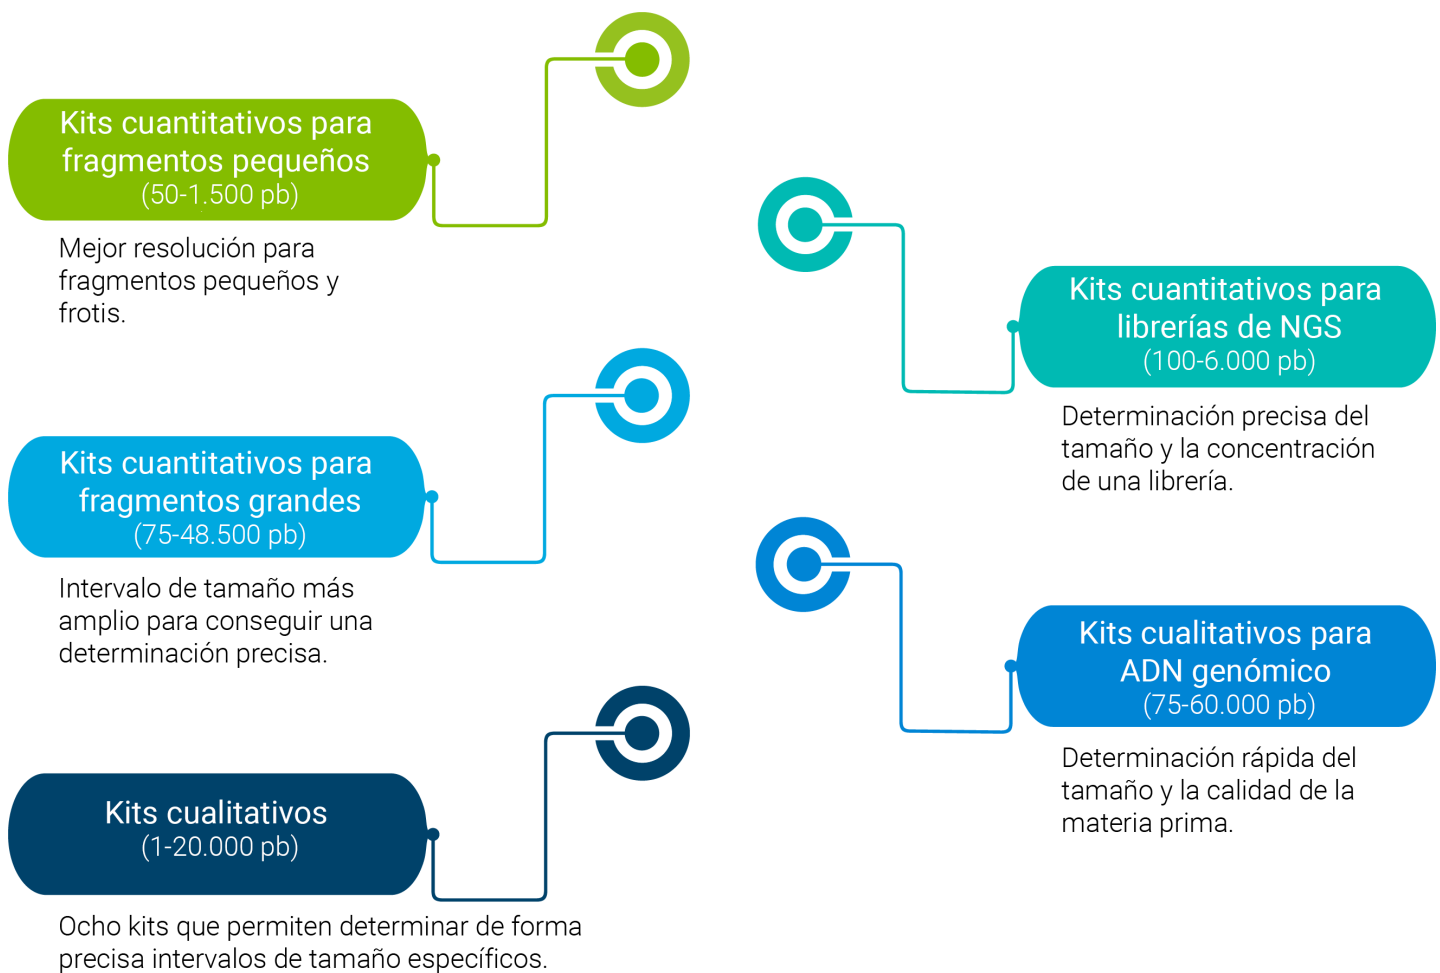 Kits cuantitativos para
fragmentos pequeños
(50-1.500 pb)
Mejor resolución para
fragmentos pequeños y
frotis.
Kits cuantitativos para
librerías de NGS
(100-6.000 pb)
Determinación precisa del
tamaño y la concentración
de una librería.
Kits cuantitativos para
fragmentos grandes
(75-48.500 pb)
Intervalo de tamaño más
amplio para conseguir una
determinación precisa.
Kits cualitativos para
ADN genómico
(75-60.000 pb)
Determinación rápida del
tamaño y la calidad de la
materia prima.
Kits cualitativos
(1-20.000 pb)
Ocho kits que permiten determinar de forma
precisa intervalos de tamaño específicos.